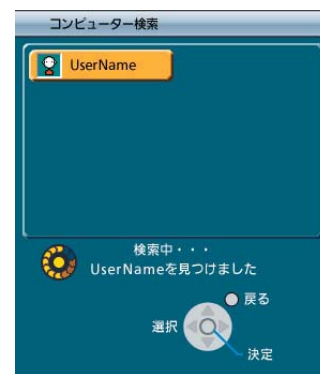 コンピューター検索
UserName
検索中・・・
UserNameを見つけました
戻る
選択
決定